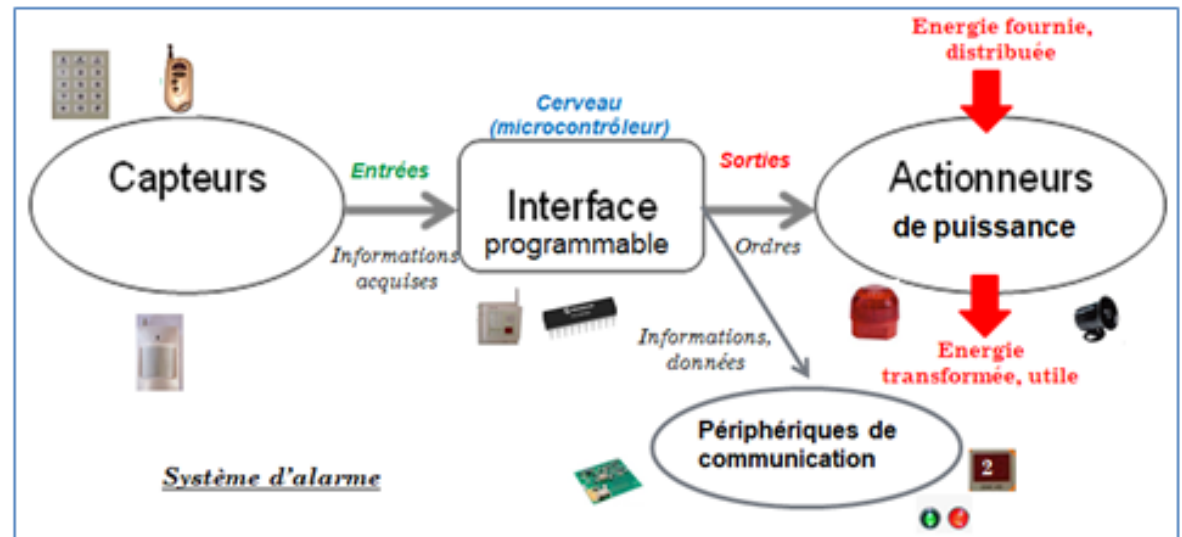 Energie fournie,
distribuée
Cerveau
(microcontrôleur)
Capteurs
Entrées
Informations
acquises
Interface
programmable
Sorties
Ordres
Actionneurs
de puissance
Informations,
données
Energie
transformée, utile
Périphériques de
communication
2
Système d'alarme